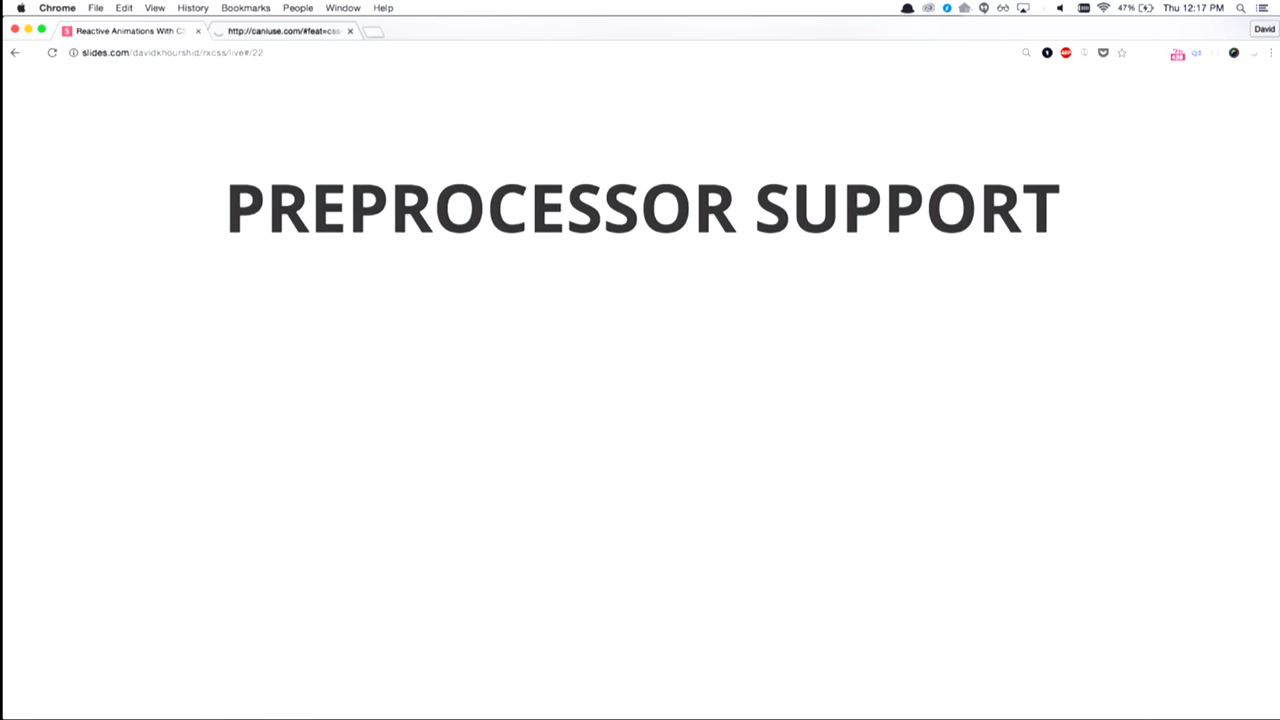 Chrome File Edit View History Bookmarks People Window Help 47% Thu 12:17 PM
Reactive Animations With CS × http://caniuse.com/#feat=css- × David
slides.com/davidkhourshid/rxcss/live#/22
PREPROCESSOR SUPPORT